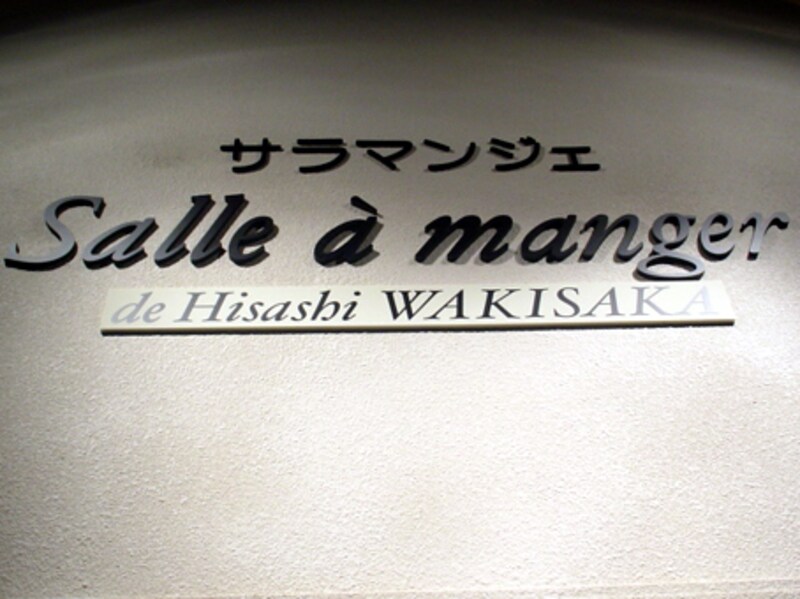 サラマンジェ
Salle à manger
de Hisashi WAKISAKA